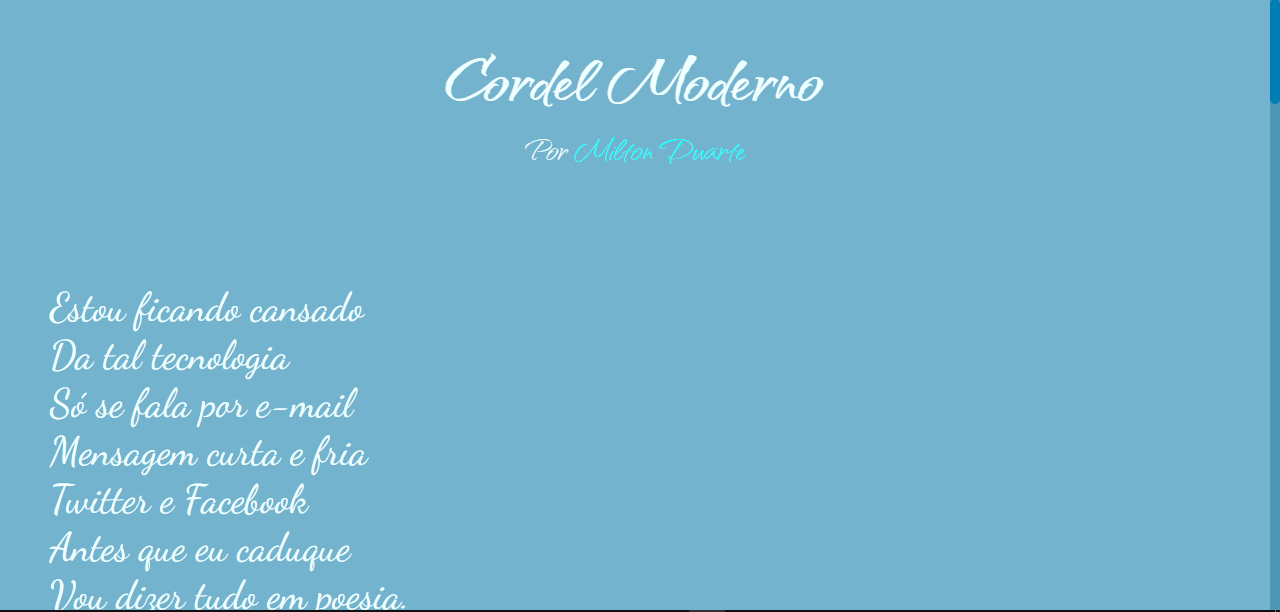 Cordel Moderno
Por Milton Duarte
Estou ficando cansado
Da tal tecnologia
Só se fala por e-mail
Mensagem curta e fria
Twitter e Facebook
Antes que eu caduque
Vou dizer tudo em poesia.